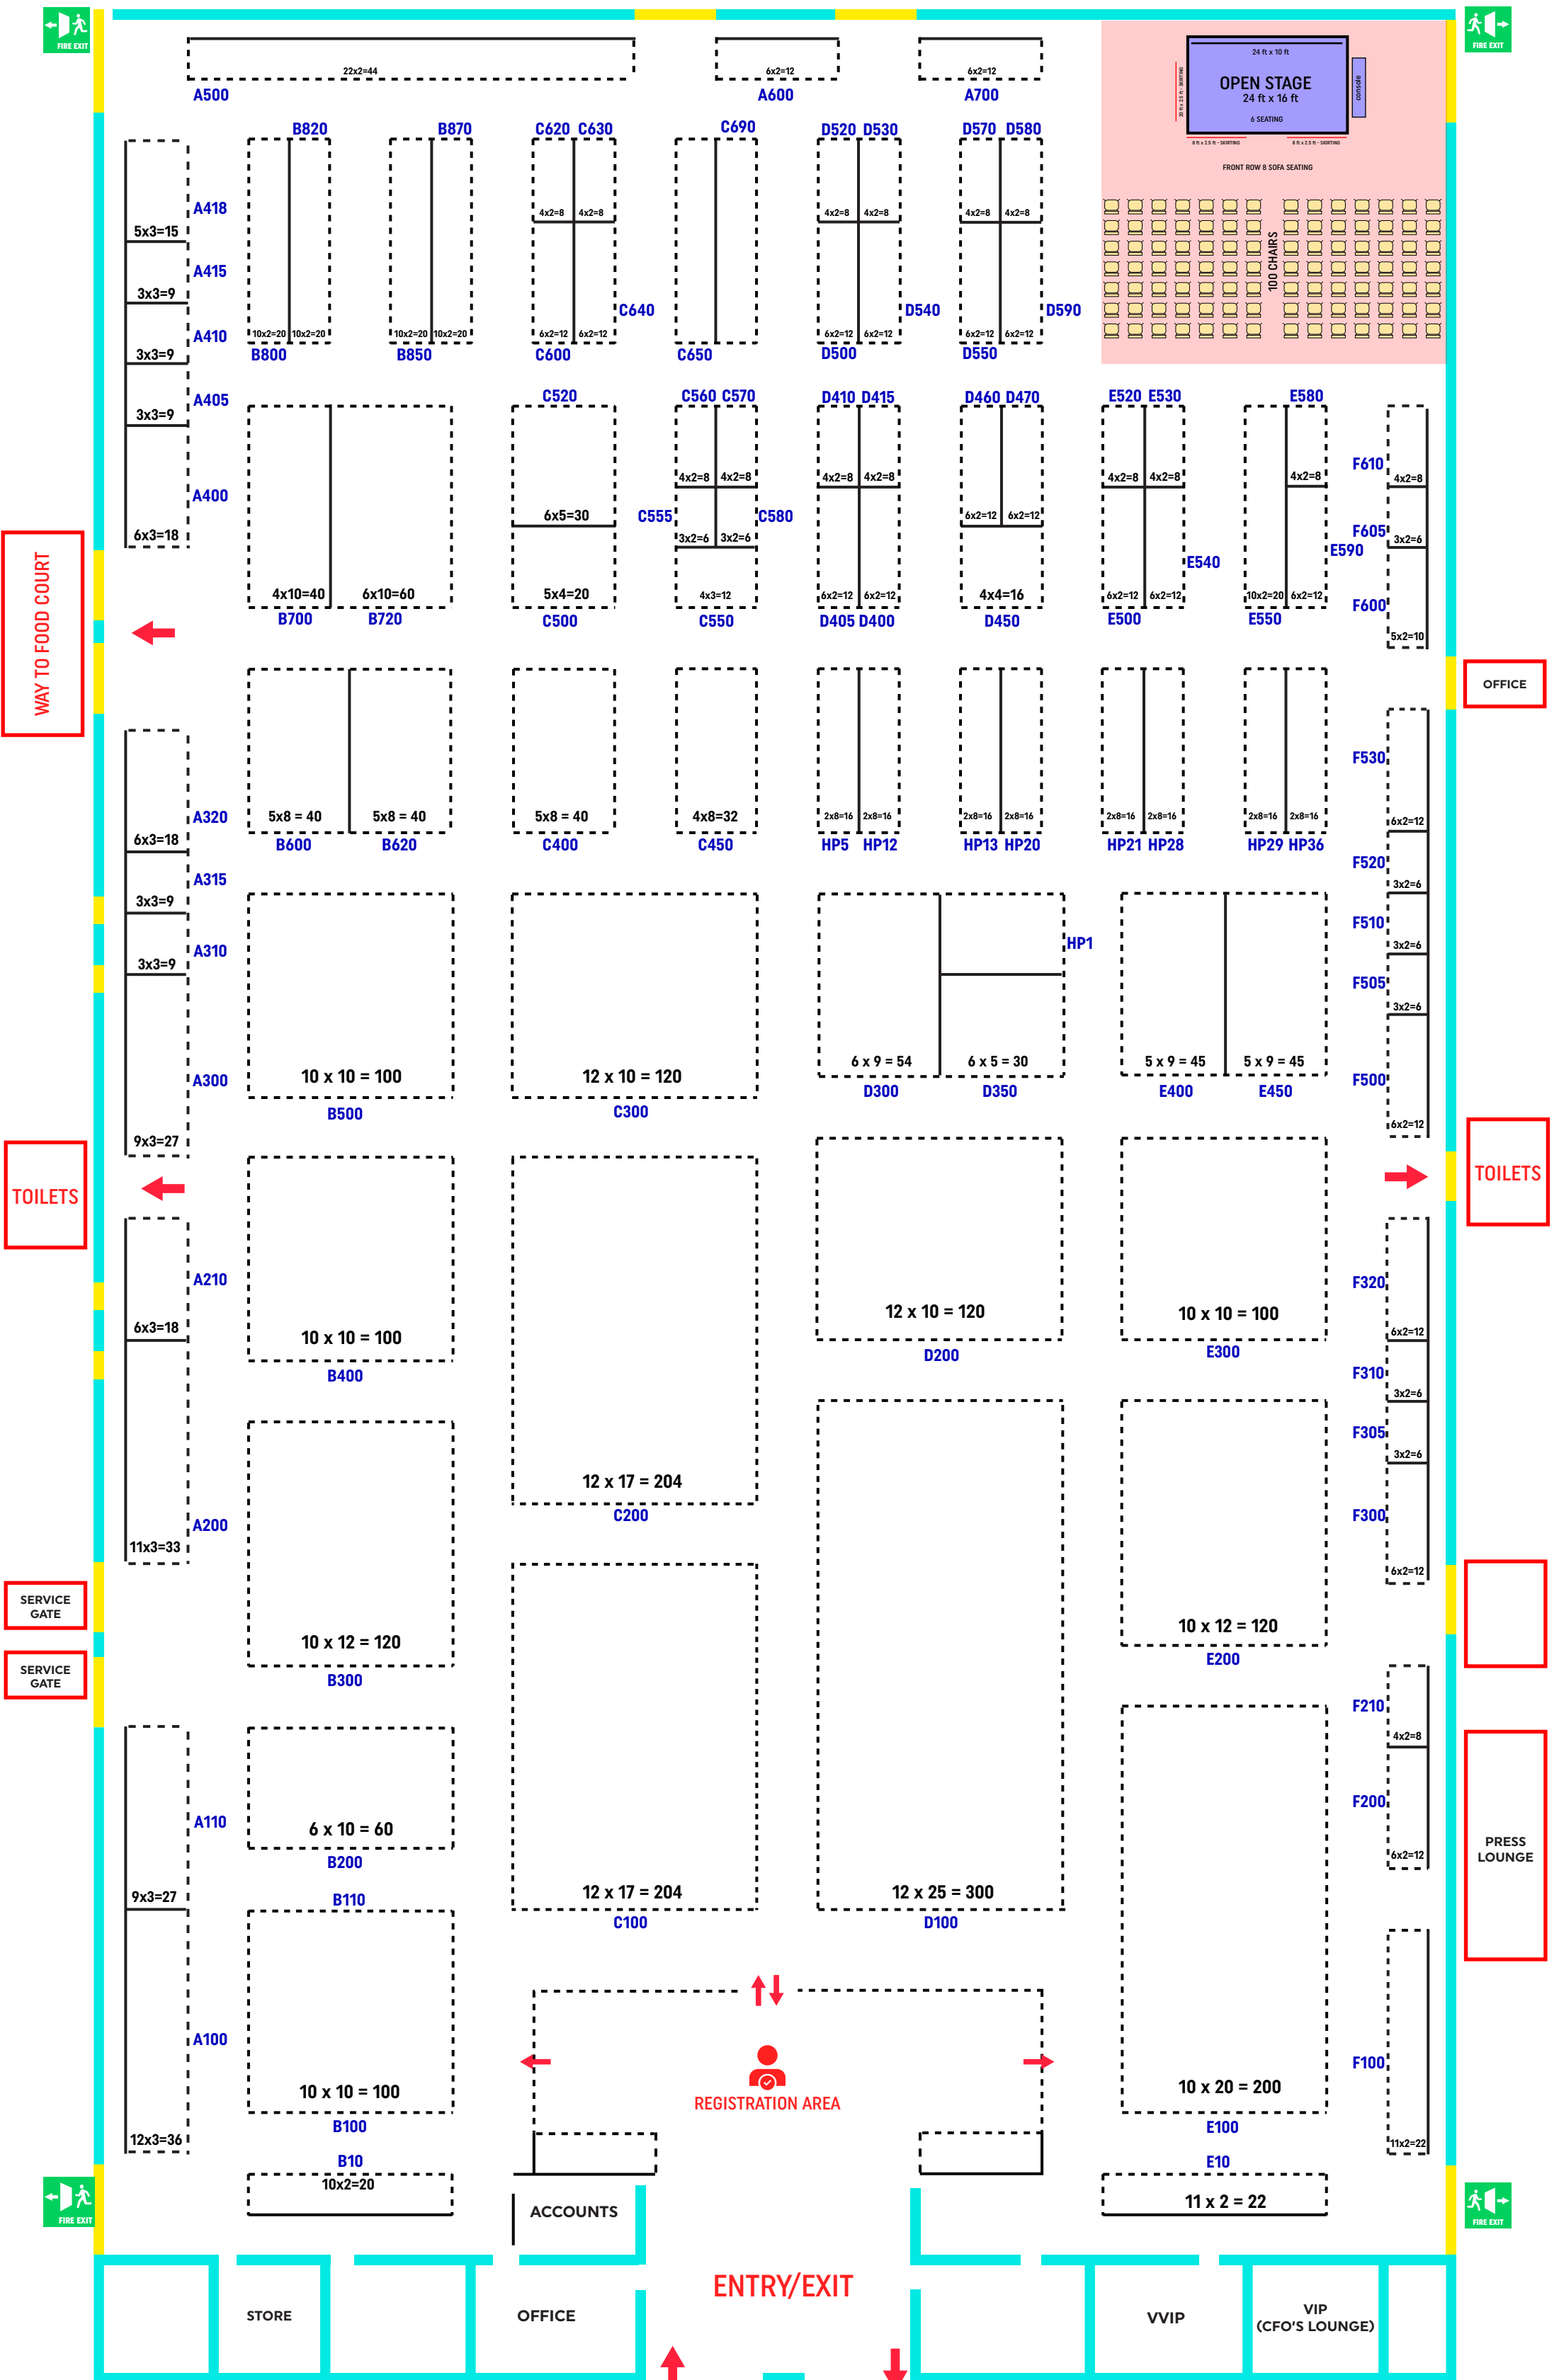 FIRE EXIT
FIRE EXIT
22x2=44
6x2=12
6x2=12
A500
A600
A700
24 ft x 10 ft
OPEN STAGE
24 ft x 16 ft
6 SEATING
console
8 ft x 2.5 ft - SKIRTING
8 ft x 2.5 ft - SKIRTING
FRONT ROW 8 SOFA SEATING
100 CHAIRS
B820
B870
C620 C630
C690
D520 D530
D570 D580
4x2=8 4x2=8
4x2=8 4x2=8
4x2=8 4x2=8
A418
5x3=15
A415
3x3=9
A410
3x3=9
A405
3x3=9
A400
6x3=18
C640
D540
D590
10x2=20 10x2=20
10x2=20 10x2=20
6x2=12 6x2=12
6x2=12 6x2=12
6x2=12 6x2=12
B800
B850
C600
C650
D500
D550
C520
C560 C570
D410 D415
D460 D470
E520 E530
E580
6x5=30
4x2=8 4x2=8
4x2=8 4x2=8
6x2=12 6x2=12
4x2=8 4x2=8
4x2=8
C555
C580
3x2=6 3x2=6
E540
E590
F610
4x2=8
F605
3x2=6
F600
5x2=10
4x10=40
6x10=60
5x4=20
4x3=12
6x2=12 6x2=12
4x4=16
6x2=12 6x2=12
10x2=20 6x2=12
B700
B720
C500
C550
D405 D400
D450
E500
E550
WAY TO FOOD COURT
OFFICE
5x8 = 40
5x8 = 40
5x8 = 40
4x8=32
2x8=16 2x8=16
2x8=16 2x8=16
2x8=16 2x8=16
2x8=16 2x8=16
B600
B620
C400
C450
HP5 HP12
HP13 HP20
HP21 HP28
HP29 HP36
A320
6x3=18
A315
3x3=9
A310
3x3=9
A300
9x3=27
F530
6x2=12
F520
3x2=6
F510
3x2=6
F505
3x2=6
F500
6x2=12
HP1
10 x 10 = 100
12 x 10 = 120
6 x 9 = 54
6 x 5 = 30
5 x 9 = 45
5 x 9 = 45
B500
C300
D300
D350
E400
E450
TOILETS
TOILETS
A210
6x3=18
A200
11x3=33
10 x 10 = 100
B400
12 x 10 = 120
D200
10 x 10 = 100
E300
F320
6x2=12
F310
3x2=6
F305
3x2=6
F300
6x2=12
12 x 17 = 204
C200
SERVICE
GATE
SERVICE
GATE
10 x 12 = 120
B300
10 x 12 = 120
E200
F210
4x2=8
F200
6x2=12
PRESS
LOUNGE
A110
9x3=27
A100
12x3=36
6 x 10 = 60
B200
B110
12 x 17 = 204
C100
12 x 25 = 300
D100
10 x 10 = 100
B100
REGISTRATION AREA
10 x 20 = 200
E100
F100
11x2=22
B10
10x2=20
E10
11 x 2 = 22
FIRE EXIT
FIRE EXIT
ACCOUNTS
ENTRY/EXIT
STORE
OFFICE
VVIP
VIP
(CFO'S LOUNGE)